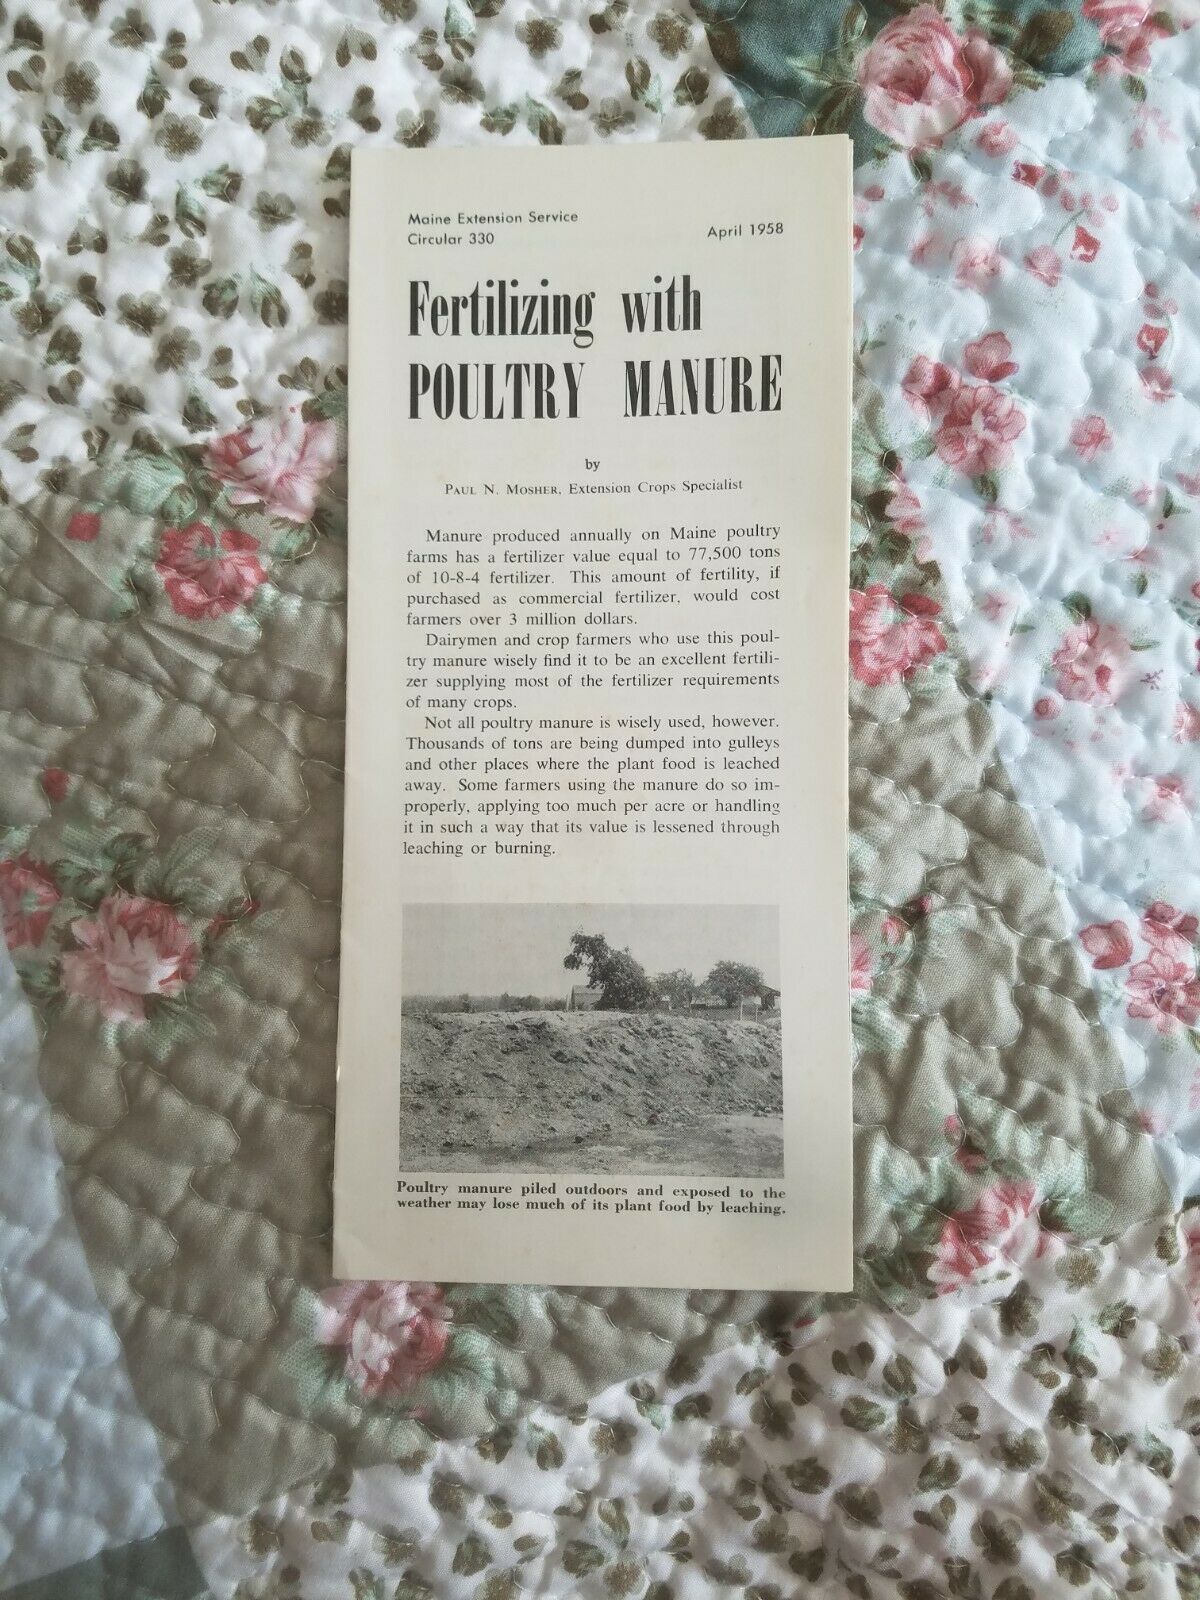 Maine Extension Service
Circular 330
April 1958
Fertilizing with
POULTRY MANURE
by
PAUL N. MOSHER, Extension Crops Specialist
Manure produced annually on Maine poultry
farms has a fertilizer value equal to 77,500 tons
of 10-8-4 fertilizer. This amount of fertility, if
purchased as commercial fertilizer, would cost
farmers over 3 million dollars.
Dairymen and crop farmers who use this poul-
try manure wisely find it to be an excellent fertili-
zer supplying most of the fertilizer requirements
of many crops.
Not all poultry manure is wisely used, however.
Thousands of tons are being dumped into gulleys
and other places where the plant food is leached
away. Some farmers using the manure do so im-
properly, applying too much per acre or handling
it in such a way that its value is lessened through
leaching or burning.
Poultry manure piled outdoors and exposed to the
weather may lose much of its plant food by leaching.